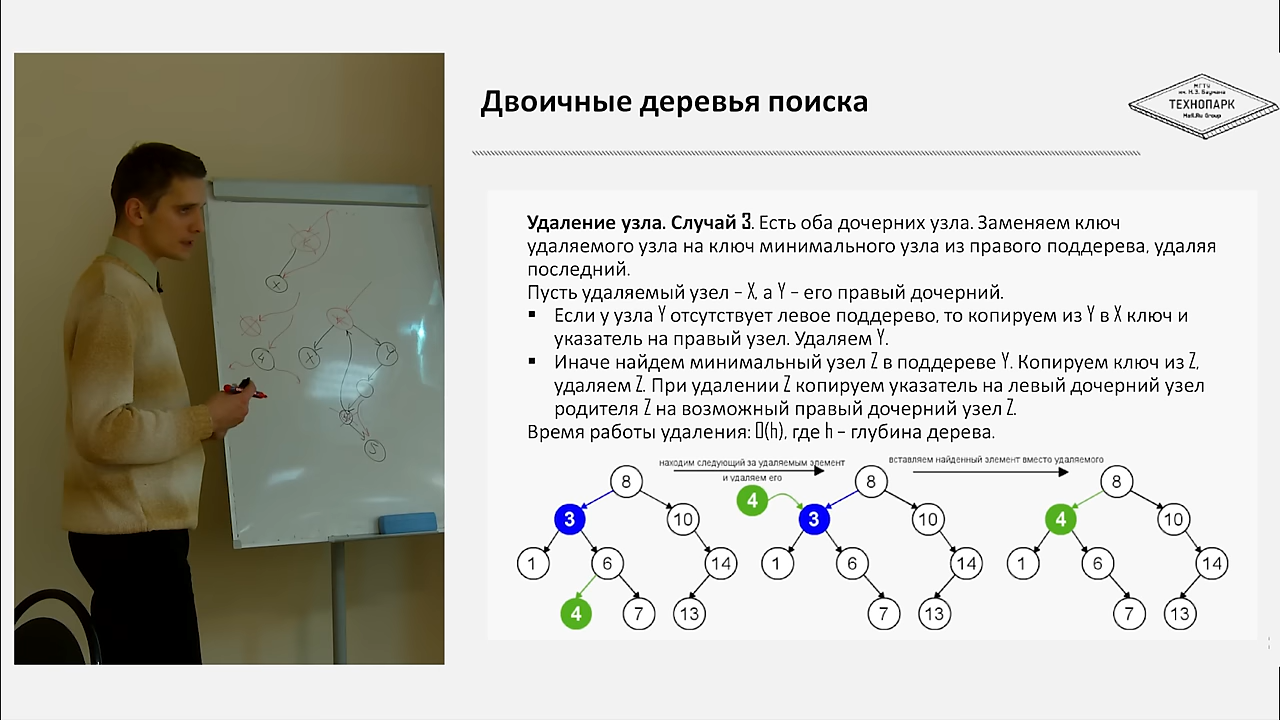 Двоичные деревья поиска
МГТУ
им. Н.Э. Баумана
ТЕХНОПАРК
Mail.Ru Group
Удаление узла. Случай 3. Есть оба дочерних узла. Заменяем ключ
удаляемого узла на ключ минимального узла из правого поддерева, удаляя
последний.
Пусть удаляемый узел – X, а Y – его правый дочерний.
▪ Если у узла Y отсутствует левое поддерево, то копируем из Y в X ключ и
указатель на правый узел. Удаляем Y.
▪ Иначе найдем минимальный узел Z в поддереве Y. Копируем ключ из Z,
удаляем Z. При удалении Z копируем указатель на левый дочерний узел
родителя Z на возможный правый дочерний узел Z.
Время работы удаления: O(h), где h – глубина дерева.
находим следующий за удаляемым элемент
и удаляем его
вставляем найденный элемент вместо удаляемого
8
3
10
1
6
14
4
7
13
8
4
3
10
1
6
14
7
13
8
4
10
1
6
14
7
13
X
X
Y